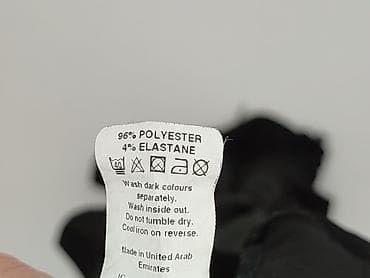 96% POLYESTER
4% ELASTANE
40
Wash dark colours
separately.
Wash inside out.
Do not tumble dry.
Cool iron on reverse.
Made in United Arab
Emirates